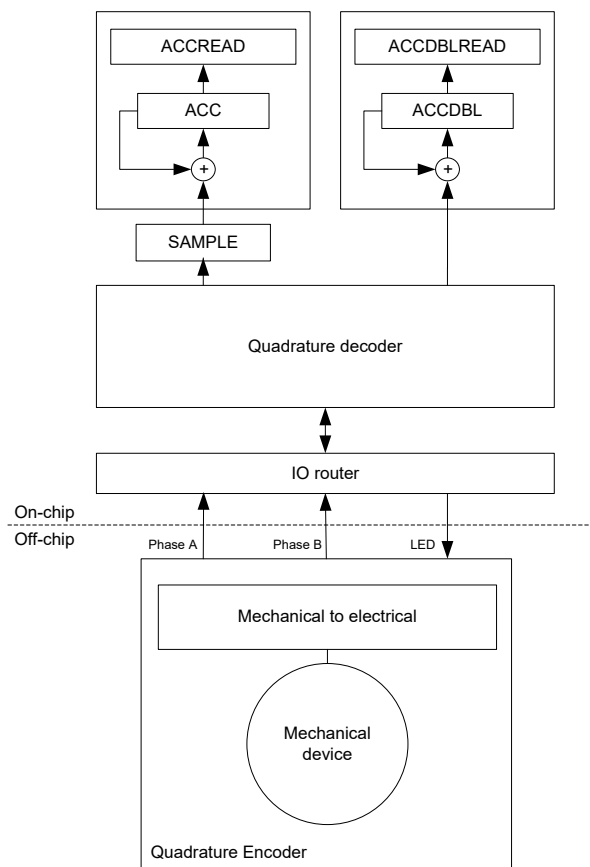 ACCREAD
ACCDBLREAD
ACC
ACCDBL
+
+
SAMPLE
Quadrature decoder
IO router
On-chip
Off-chip
Phase A
Phase B
LED
Mechanical to electrical
Mechanical
device
Quadrature Encoder